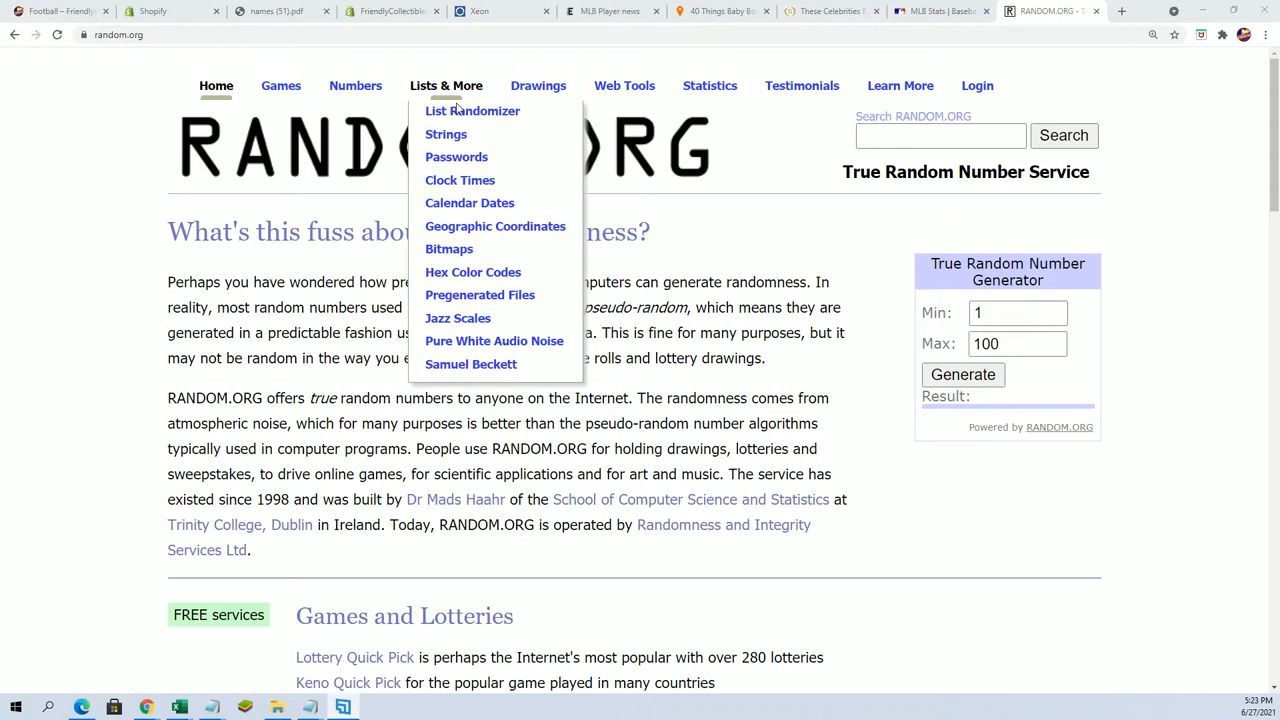 Football – Friendly
Shopify
names (51).pdf
FriendlyCollectible
Xeon
MLB Player news
40 Things Baby Bo
These Celebrities E
MLB Stats | Baseba
RANDOM.ORG - T
random.org
Home
Games
Numbers
Lists & More
Drawings
Web Tools
Statistics
Testimonials
Learn More
Login
List Randomizer
Strings
Passwords
Clock Times
Calendar Dates
Geographic Coordinates
Bitmaps
Hex Color Codes
Pregenerated Files
Jazz Scales
Pure White Audio Noise
Samuel Beckett
RAND RG
Search RANDOM.ORG
Search
True Random Number Service
What's this fuss abou ness?
Perhaps you have wondered how pre mputers can generate randomness. In
reality, most random numbers used pseudo-random, which means they are
generated in a predictable fashion us a. This is fine for many purposes, but it
may not be random in the way you e e rolls and lottery drawings.
RANDOM.ORG offers true random numbers to anyone on the Internet. The randomness comes from
atmospheric noise, which for many purposes is better than the pseudo-random number algorithms
typically used in computer programs. People use RANDOM.ORG for holding drawings, lotteries and
sweepstakes, to drive online games, for scientific applications and for art and music. The service has
existed since 1998 and was built by Dr Mads Haahr of the School of Computer Science and Statistics at
Trinity College, Dublin in Ireland. Today, RANDOM.ORG is operated by Randomness and Integrity
Services Ltd.
True Random Number
Generator
Min: 1
Max: 100
Generate
Result:
Powered by RANDOM.ORG
FREE services
Games and Lotteries
Lottery Quick Pick is perhaps the Internet's most popular with over 280 lotteries
Keno Quick Pick for the popular game played in many countries
5:23 PM
6/27/2021